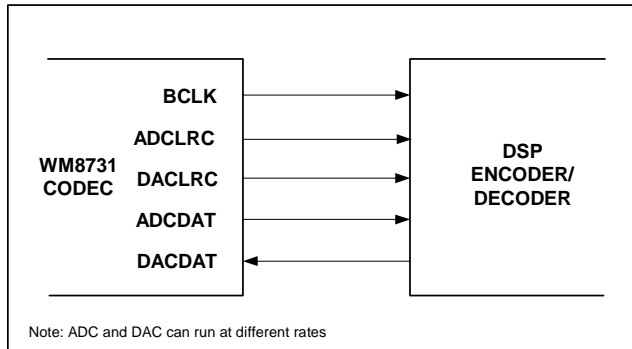 BCLK
ADCLRC
WM8731
CODEC
DACLRC
ADCDAT
DACDAT
DSP
ENCODER/
DECODER
Note: ADC and DAC can run at different rates